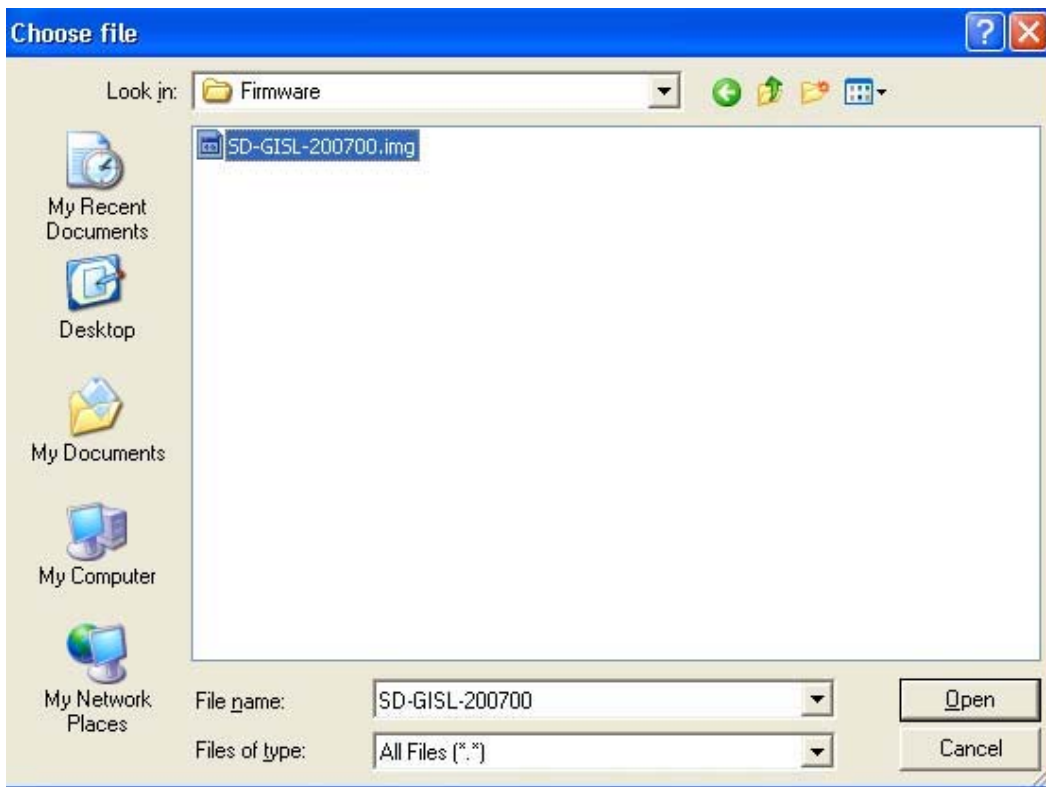 Choose file
Look in:
Firmware
SD-GISL-200700.img
My Recent
Documents
Desktop
My Documents
My Computer
My Network
Places
File name:
SD-GISL-200700
Open
Files of type:
All Files (*.*)
Cancel